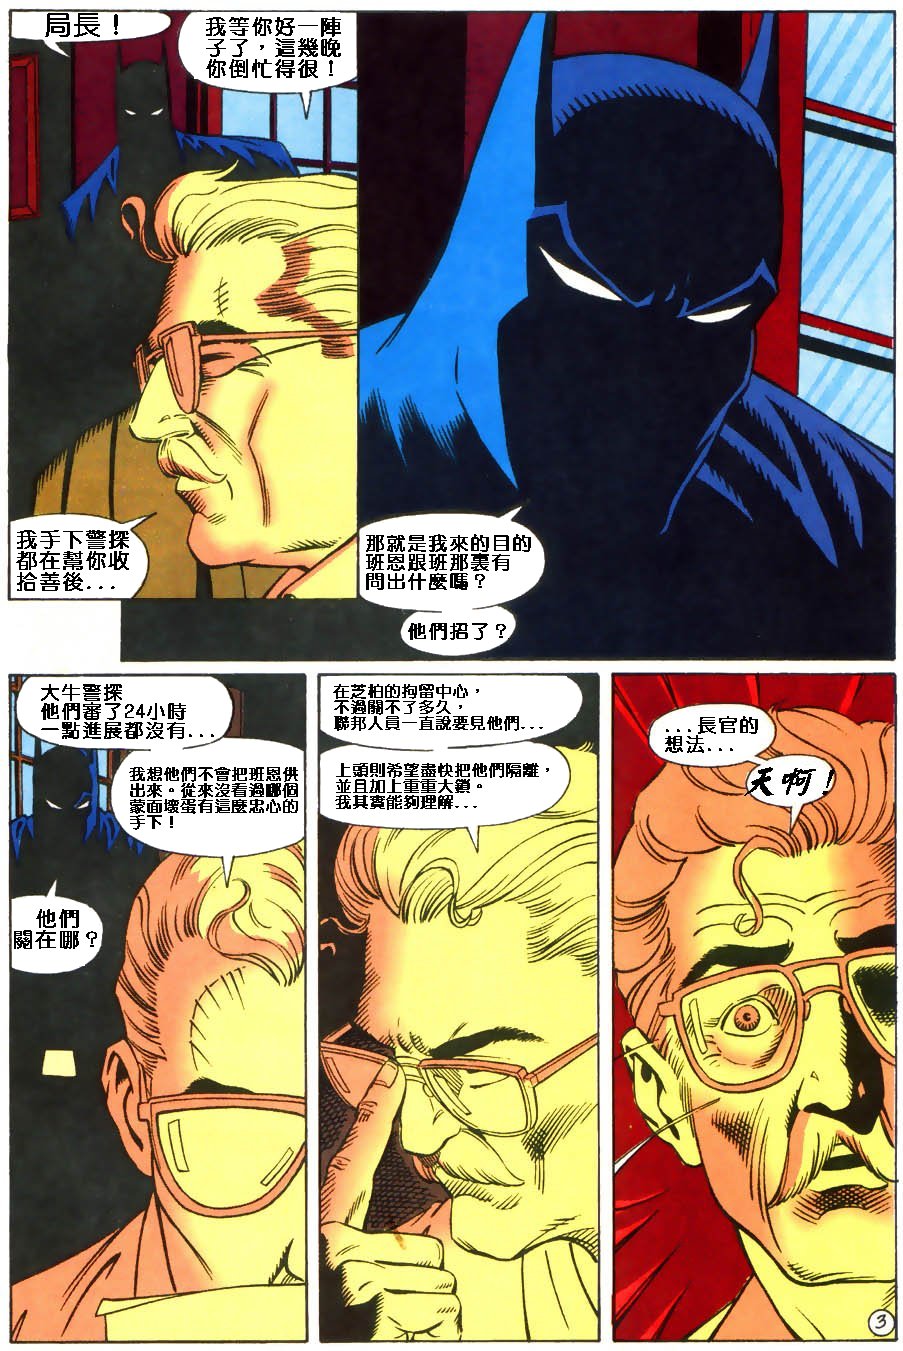 局長！
我等你好一陣
子了，這幾晚
你倒忙得很！
我手下警探
都在幫你收
拾善後...
那就是我來的目的
班恩跟班那裏有
問出什麼嗎？
他們招了？
大牛警探
他們審了24小時
一點進展都沒有...
我想他們不會把班恩供
出來。從來沒看過哪個
蒙面壞蛋有這麼忠心的
手下！
他們
關在哪？
在芝柏的拘留中心，
不過關不了多久，
聯邦人員一直說要見他們...
上頭則希望盡快把他們隔離，
並且加上重重大鎖。
我其實能夠理解...
...長官的
想法...
天啊！
3